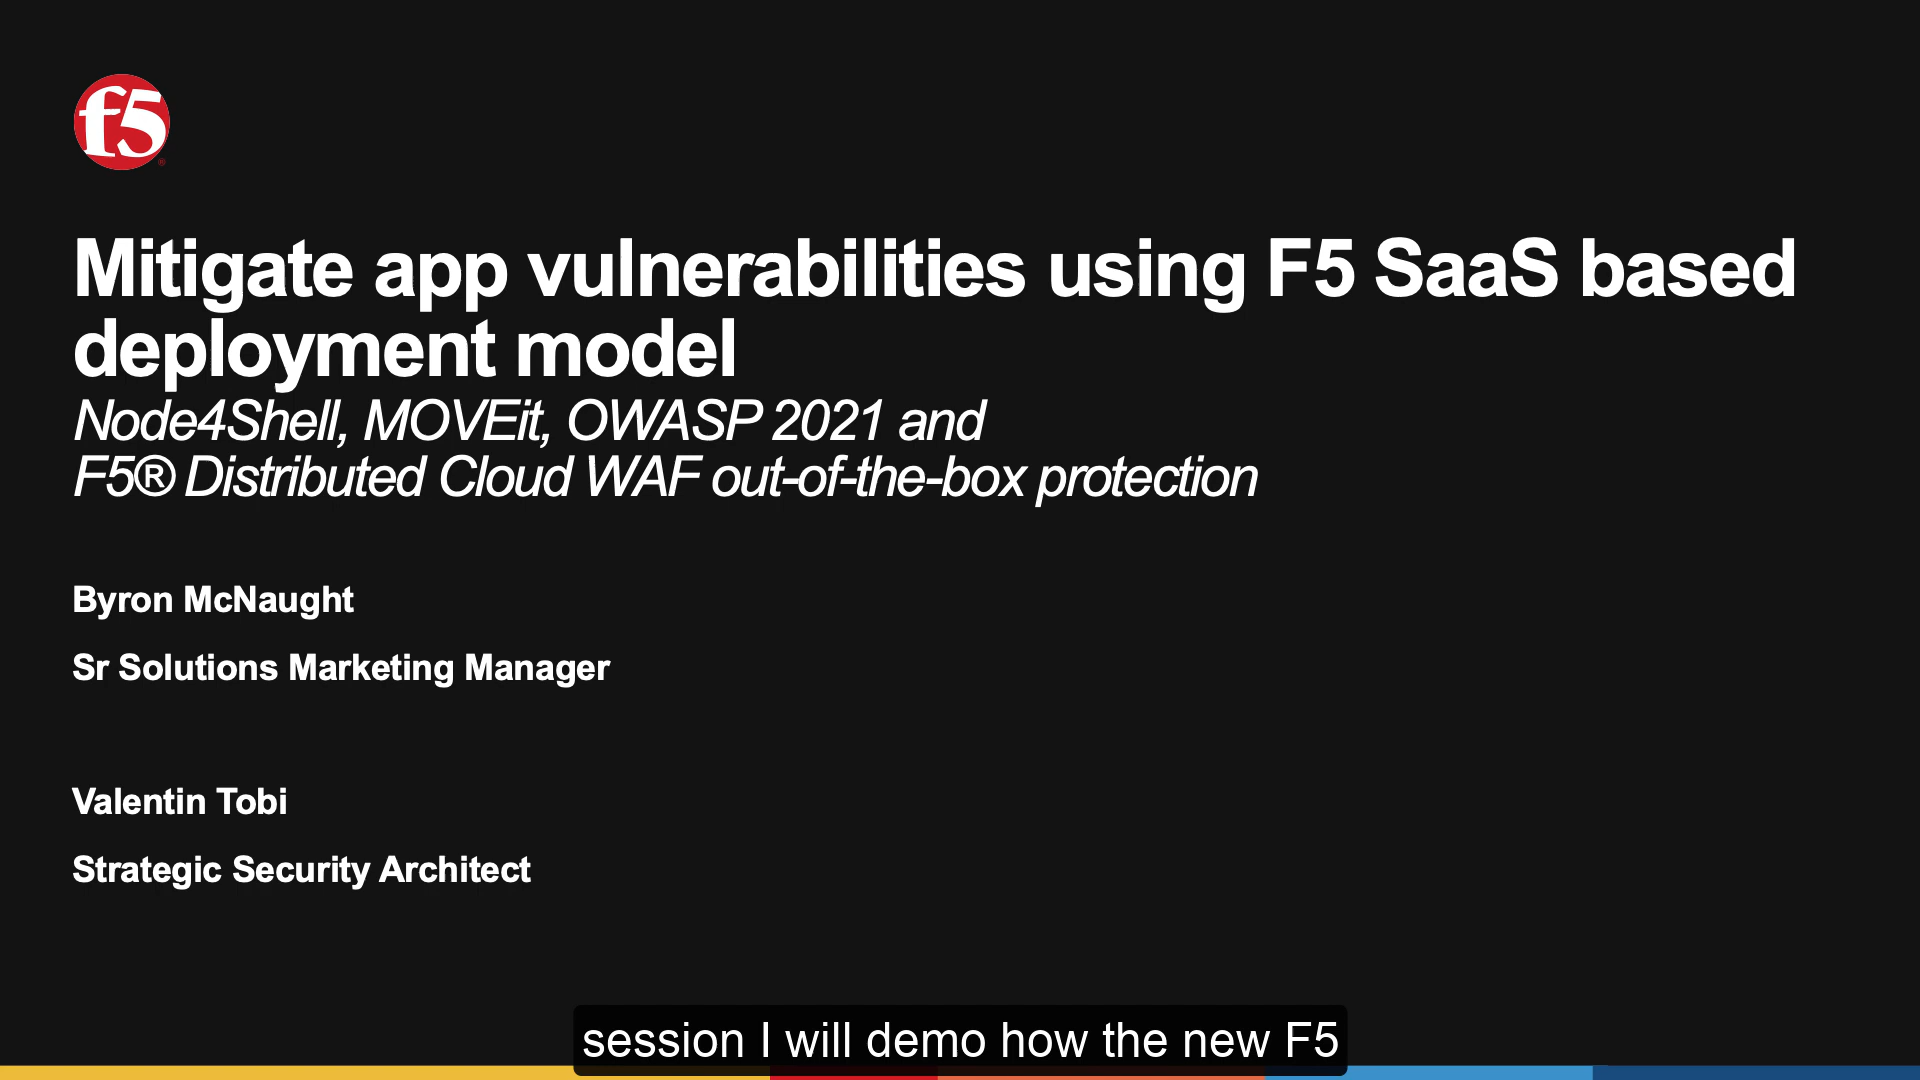 f5
Mitigate app vulnerabilities using F5 SaaS based
deployment model
Node4Shell, MOVEit, OWASP 2021 and
F5® Distributed Cloud WAF out-of-the-box protection
Byron McNaught
Sr Solutions Marketing Manager
Valentin Tobi
Strategic Security Architect
session I will demo how the new F5